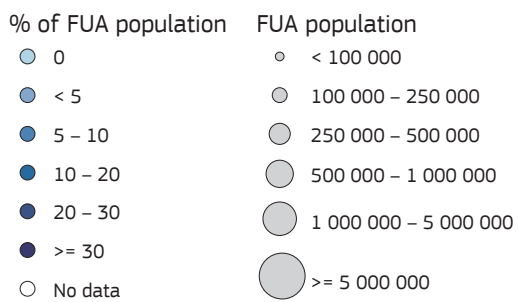 % of FUA population
0
< 5
5 – 10
10 – 20
20 – 30
>= 30
No data
FUA population
< 100 000
100 000 – 250 000
250 000 – 500 000
500 000 – 1 000 000
1 000 000 – 5 000 000
>= 5 000 000